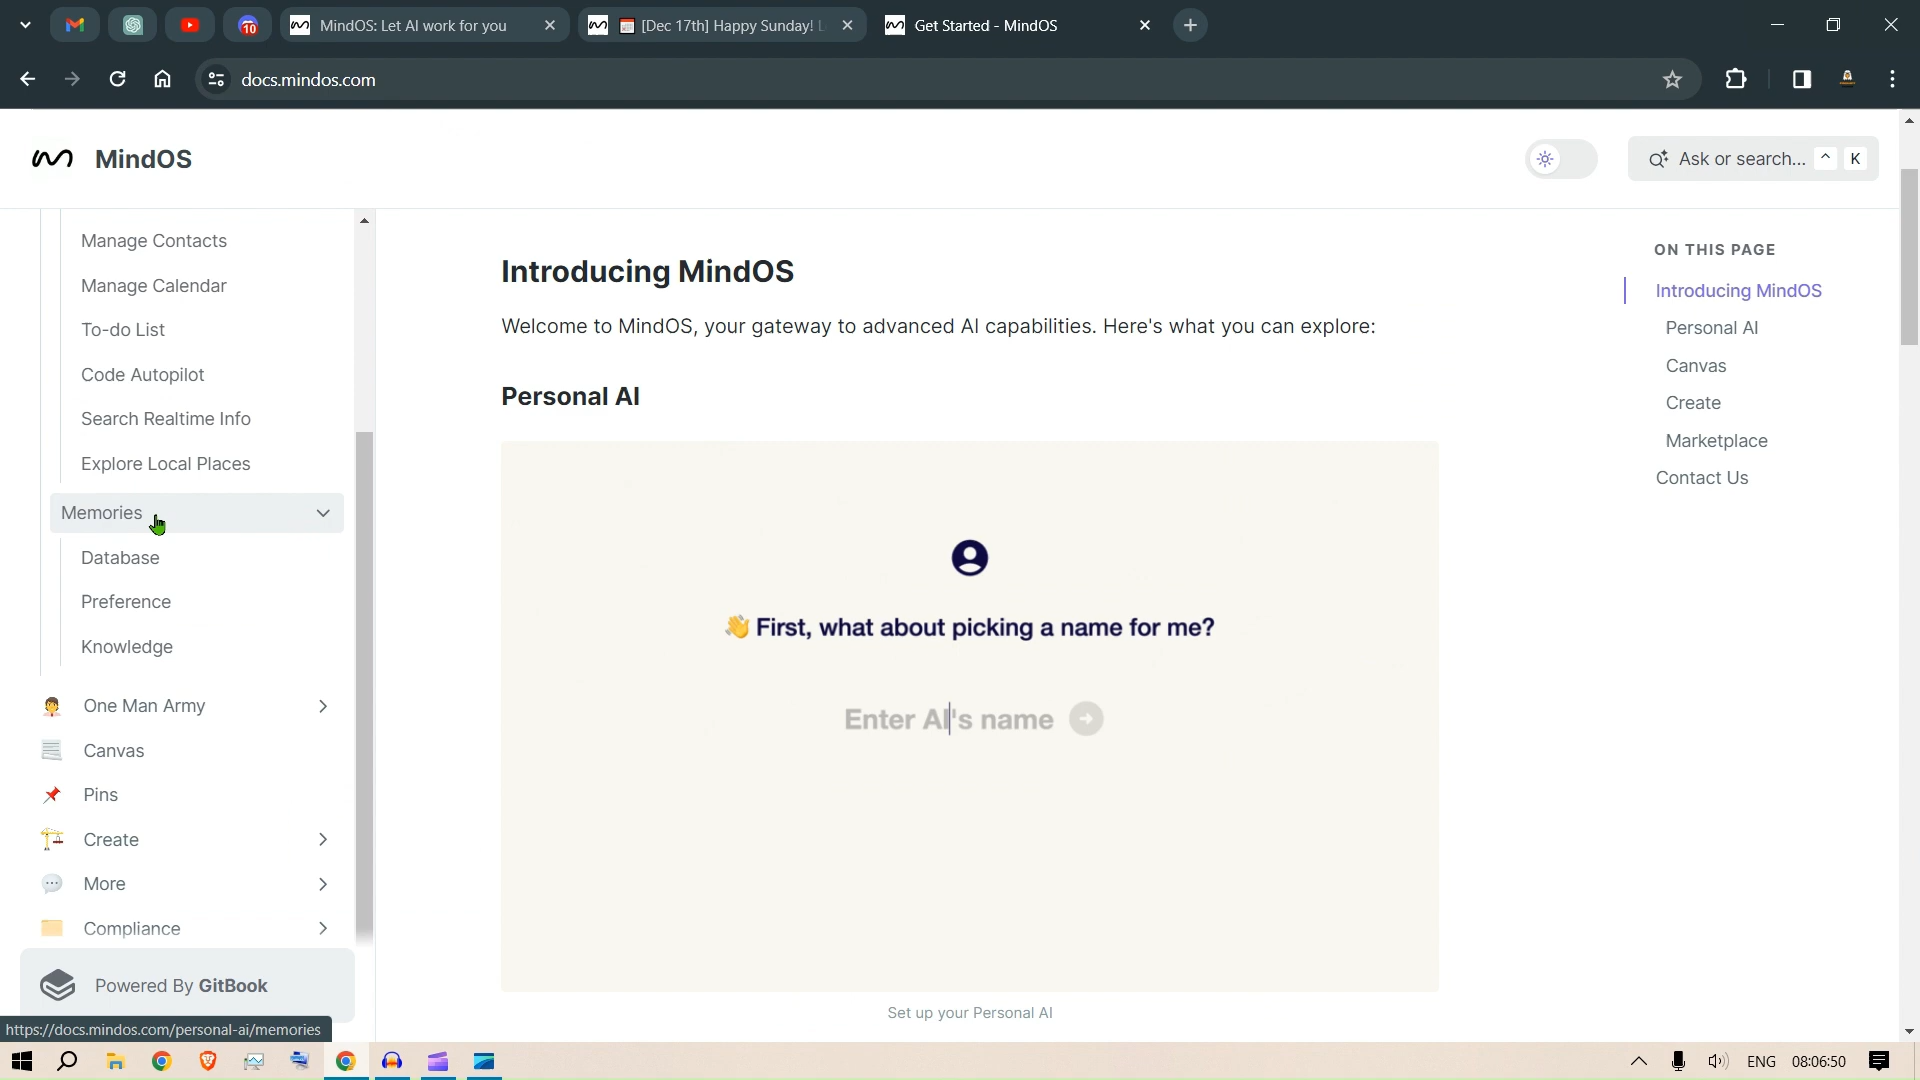 10
MindOS: Let AI work for you
[Dec 17th] Happy Sunday!
Get Started - MindOS
docs.mindos.com
MindOS
Ask or search... ^ K
Manage Contacts
Manage Calendar
To-do List
Code Autopilot
Search Realtime Info
Explore Local Places
Memories
Database
Preference
Knowledge
One Man Army
Canvas
Pins
Create
More
Compliance
Powered By GitBook
https://docs.mindos.com/personal-ai/memories
Introducing MindOS
Welcome to MindOS, your gateway to advanced AI capabilities. Here's what you can explore:
Personal AI
👋 First, what about picking a name for me?
Enter AI's name
Set up your Personal AI
ON THIS PAGE
Introducing MindOS
Personal AI
Canvas
Create
Marketplace
Contact Us
ENG 08:06:50